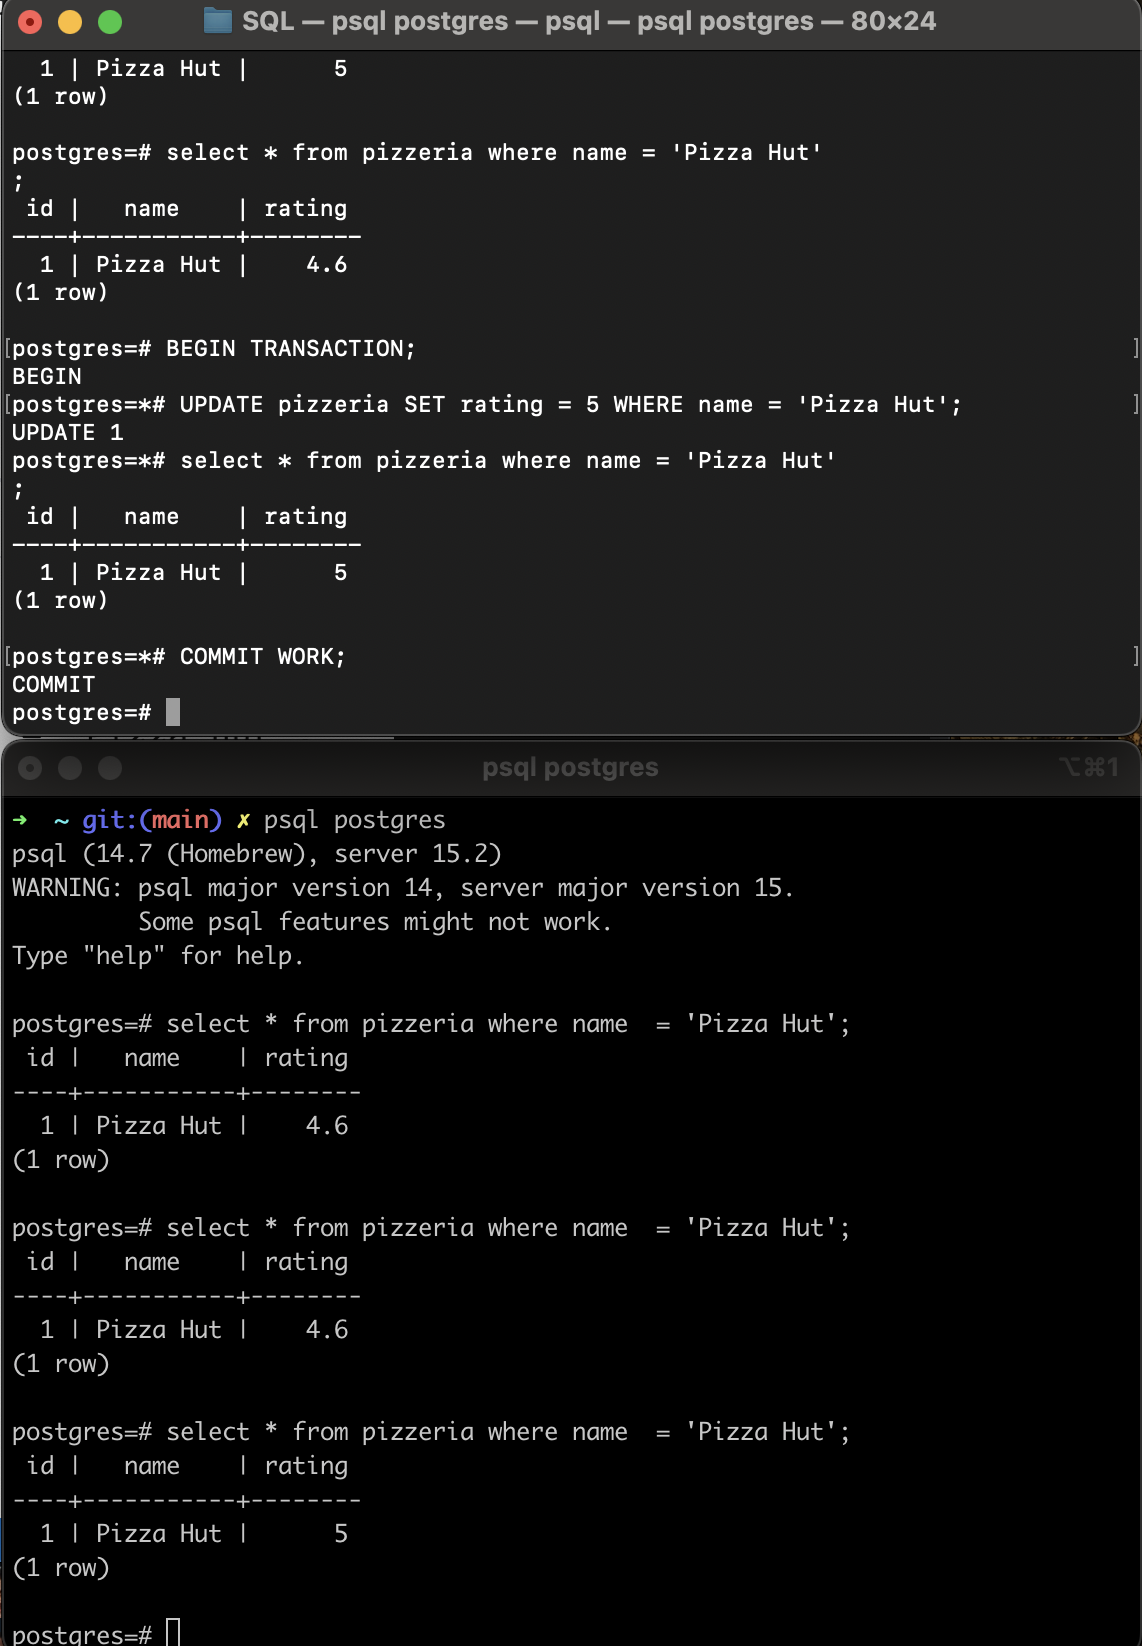 SQL — psql postgres — psql — psql postgres — 80×24
  1 | Pizza Hut |      5
(1 row)

postgres=# select * from pizzeria where name = 'Pizza Hut'
;
 id |   name    | rating
----+-----------+--------
  1 | Pizza Hut |    4.6
(1 row)

[postgres=# BEGIN TRANSACTION; ]
BEGIN
[postgres=*# UPDATE pizzeria SET rating = 5 WHERE name = 'Pizza Hut'; ]
UPDATE 1
postgres=*# select * from pizzeria where name = 'Pizza Hut'
;
 id |   name    | rating
----+-----------+--------
  1 | Pizza Hut |      5
(1 row)

[postgres=*# COMMIT WORK; ]
COMMIT
postgres=#
psql postgres ⌥⌘1
➜  ~ git:(main) ✗ psql postgres
psql (14.7 (Homebrew), server 15.2)
WARNING: psql major version 14, server major version 15.
         Some psql features might not work.
Type "help" for help.

postgres=# select * from pizzeria where name  = 'Pizza Hut';
 id |   name    | rating
----+-----------+--------
  1 | Pizza Hut |    4.6
(1 row)

postgres=# select * from pizzeria where name  = 'Pizza Hut';
 id |   name    | rating
----+-----------+--------
  1 | Pizza Hut |    4.6
(1 row)

postgres=# select * from pizzeria where name  = 'Pizza Hut';
 id |   name    | rating
----+-----------+--------
  1 | Pizza Hut |      5
(1 row)

postgres=#